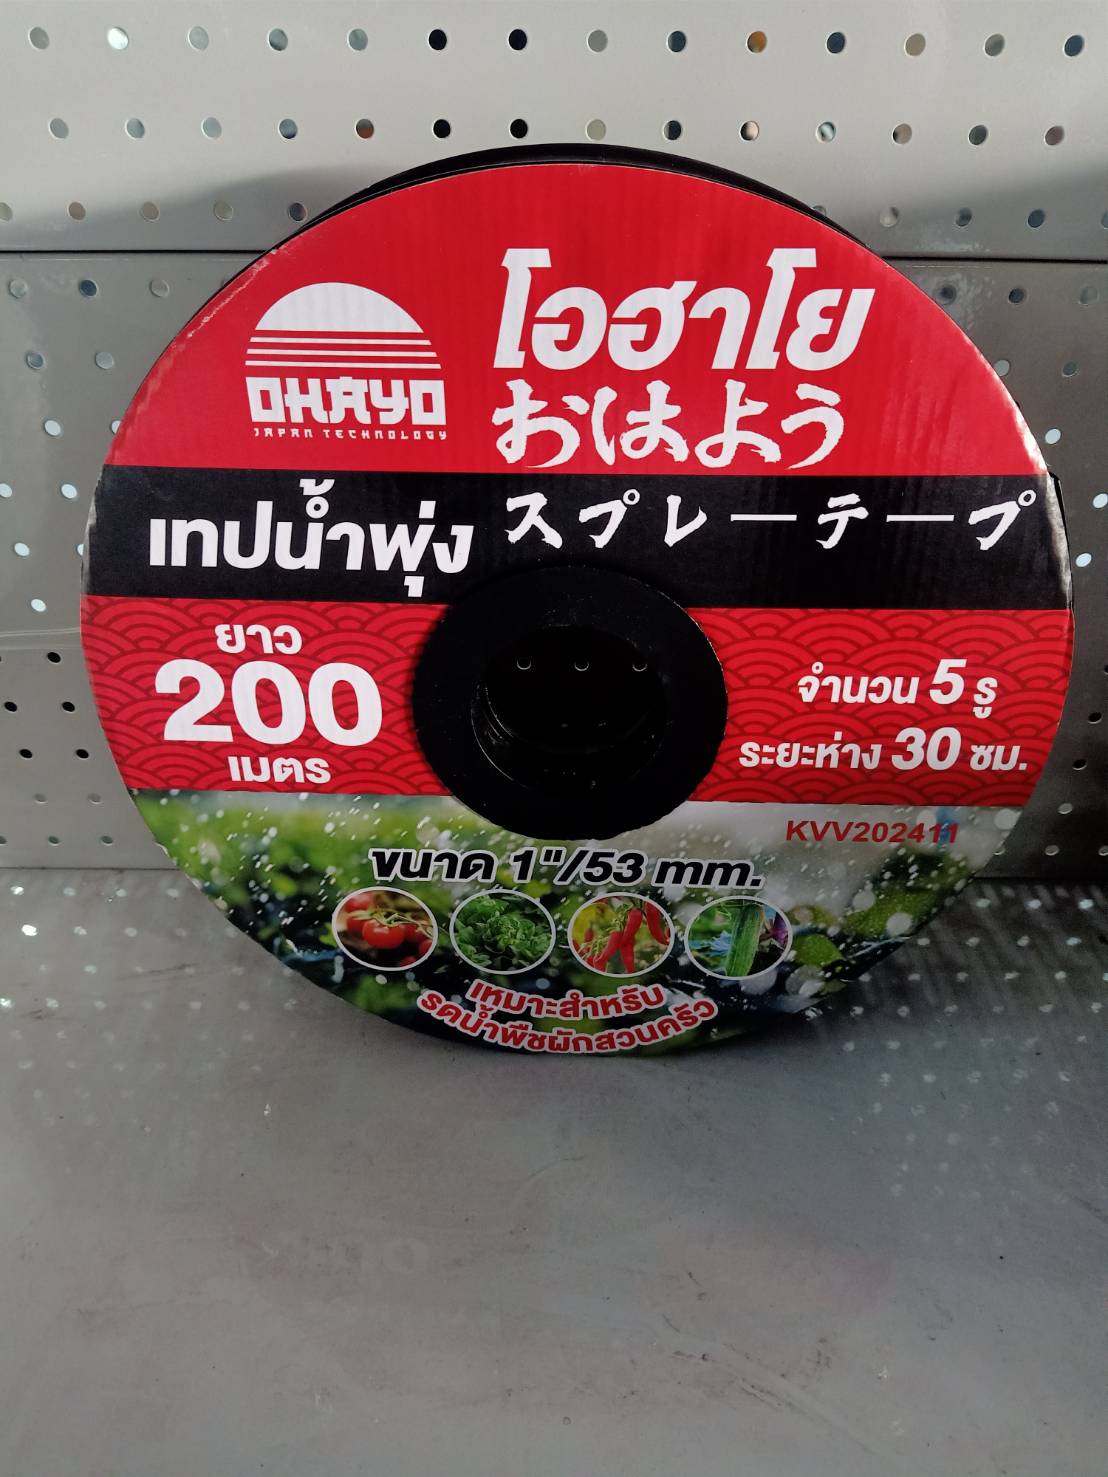 โอฮาโย
OHAYO
JAPAN TECHNOLOGY
おはよう
เทปน้ำพุ่ง スプレーテープ
ยาว
200
เมตร
จำนวน 5 รู
ระยะห่าง 30 ซม.
KVV202411
ขนาด 1"/53 mm.
เหมาะสำหรับ
รดน้ำพืชผักสวนครัว